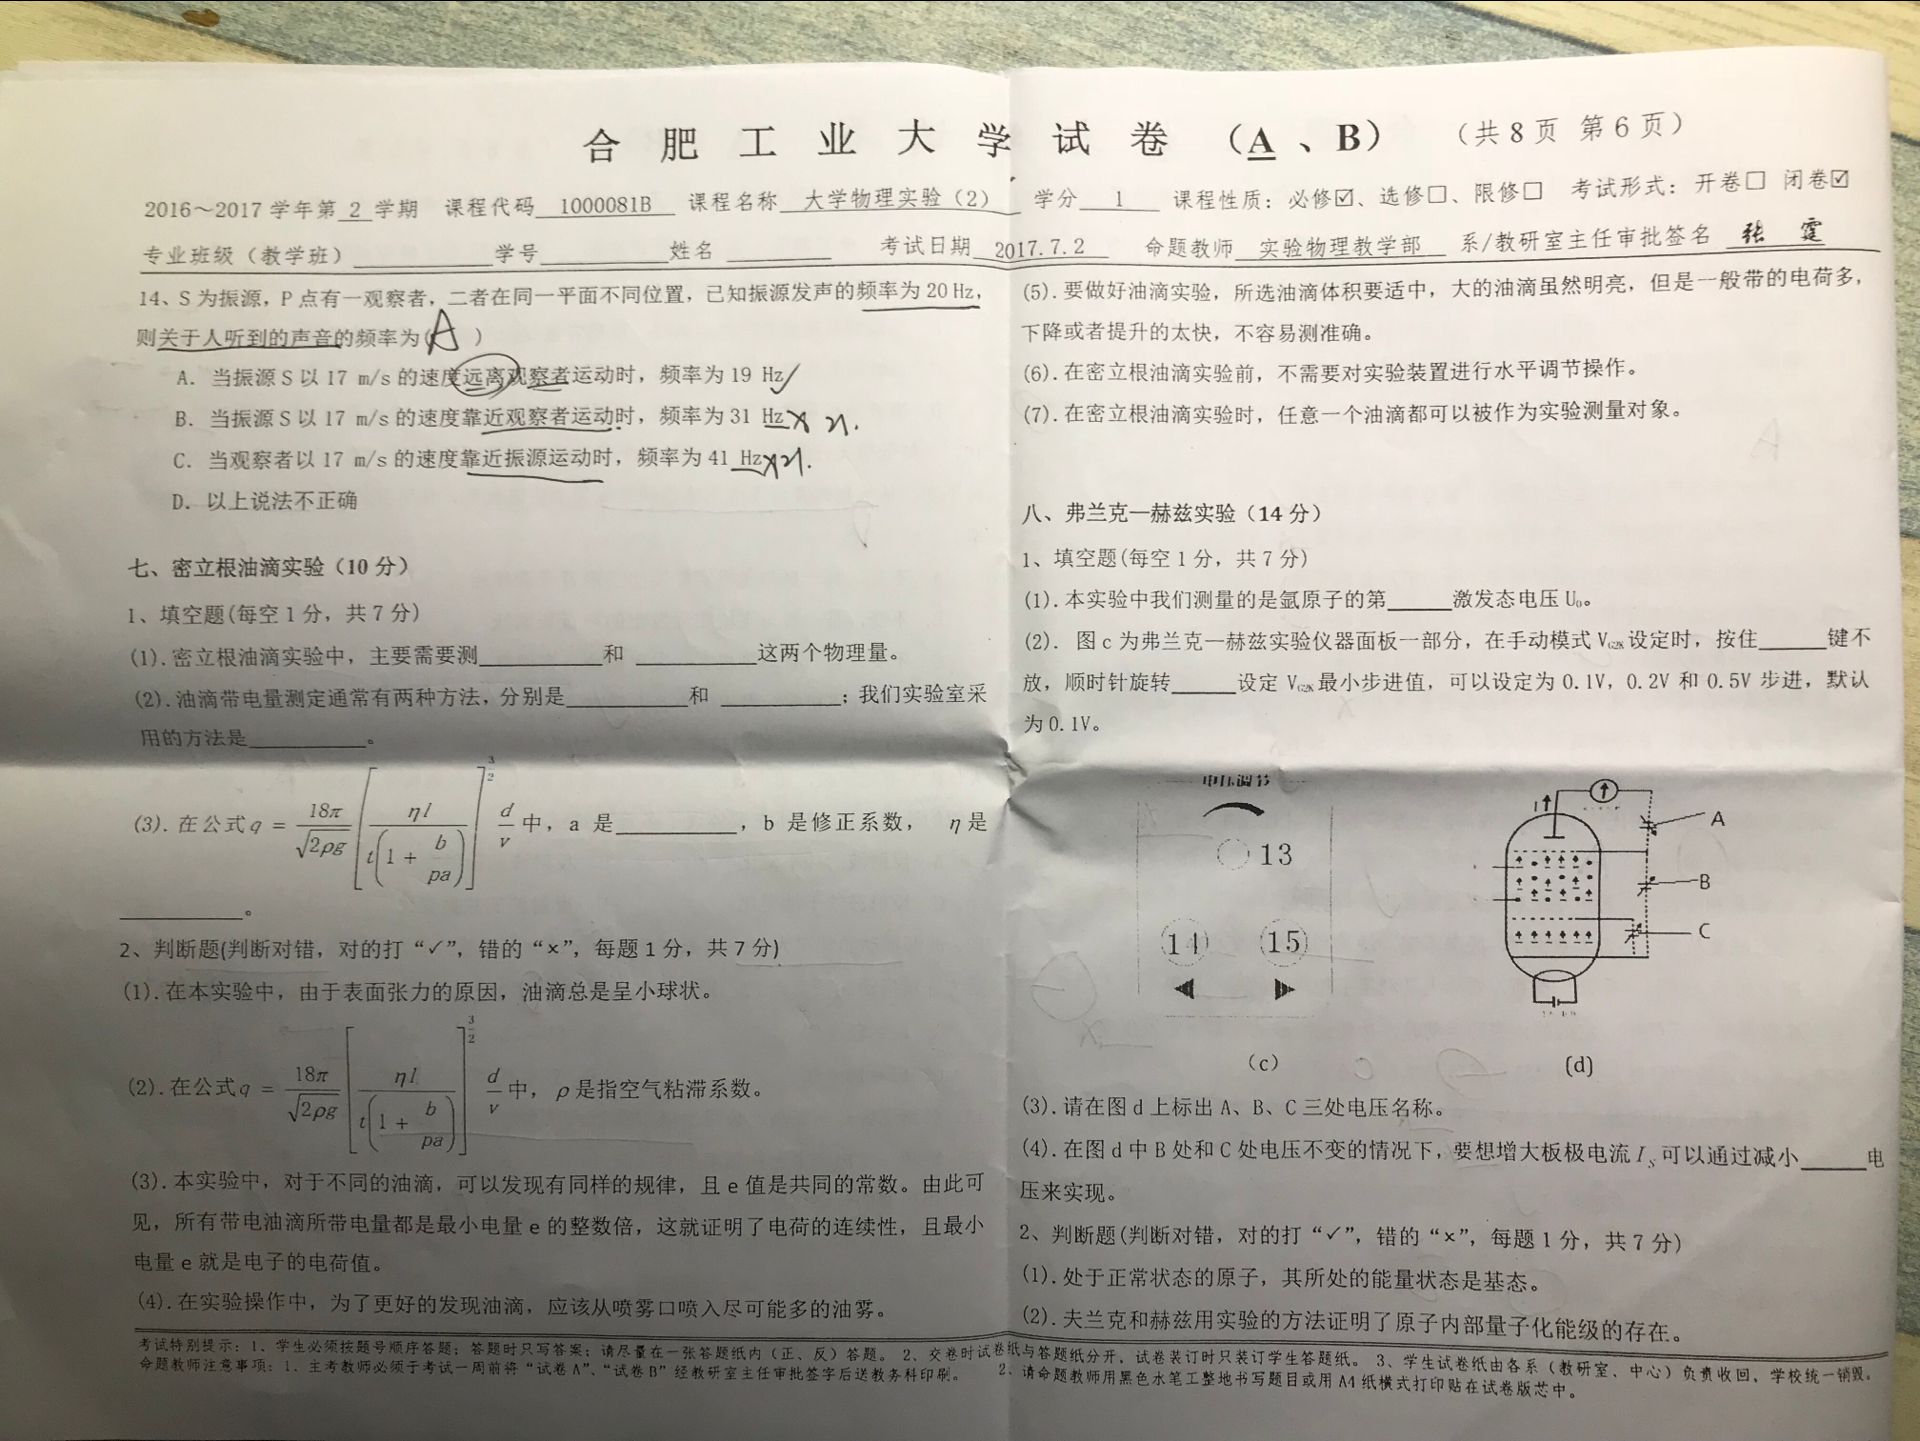 合肥工业大学试卷（A、B） （共 8 页 第 6 页）
2016～2017 学年第 2 学期 课程代码 1000081B 课程名称 大学物理实验（2） 学分 1 课程性质：必修☑、选修□、限修□ 考试形式：开卷□ 闭卷☑
专业班级（教学班）________学号________姓名________ 考试日期 2017.7.2 命题教师 实验物理教学部 系/教研室主任审批签名 张霆
14、S 为振源，P 点有一观察者，二者在同一平面不同位置，已知振源发声的频率为 20 Hz，
则关于人听到的声音的频率为( A )
A. 当振源 S 以 17 m/s 的速度远离观察者运动时，频率为 19 Hz ✓
B. 当振源 S 以 17 m/s 的速度靠近观察者运动时，频率为 31 Hz × 21.
C. 当观察者以 17 m/s 的速度靠近振源运动时，频率为 41 Hz × 21.
D. 以上说法不正确
七、密立根油滴实验（10 分）
1、填空题(每空 1 分，共 7 分)
(1).密立根油滴实验中，主要需要测________和________这两个物理量。
(2).油滴带电量测定通常有两种方法，分别是________和________；我们实验室采
用的方法是________。
(3).在公式 q = 18π/√2ρg [ηl / t(1 + b/pa)]^(3/2) d/v 中，a 是________，b 是修正系数， η 是
________。
2、判断题(判断对错，对的打“✓”，错的“×”，每题 1 分，共 7 分)
(1).在本实验中，由于表面张力的原因，油滴总是呈小球状。
(2).在公式 q = 18π/√2ρg [ηl / t(1 + b/pa)]^(3/2) d/v 中，ρ 是指空气粘滞系数。
(3).本实验中，对于不同的油滴，可以发现有同样的规律，且 e 值是共同的常数。由此可
见，所有带电油滴所带电量都是最小电量 e 的整数倍，这就证明了电荷的连续性，且最小
电量 e 就是电子的电荷值。
(4).在实验操作中，为了更好的发现油滴，应该从喷雾口喷入尽可能多的油雾。
(5).要做好油滴实验，所选油滴体积要适中，大的油滴虽然明亮，但是一般带的电荷多，
下降或者提升的太快，不容易测准确。
(6).在密立根油滴实验前，不需要对实验装置进行水平调节操作。
(7).在密立根油滴实验时，任意一个油滴都可以被作为实验测量对象。
八、弗兰克—赫兹实验（14 分）
1、填空题(每空 1 分，共 7 分)
(1).本实验中我们测量的是氩原子的第______激发态电压 U₀。
(2). 图 c 为弗兰克—赫兹实验仪器面板一部分，在手动模式 V_G2K 设定时，按住______键不
放，顺时针旋转______设定 V_G2K 最小步进值，可以设定为 0.1V，0.2V 和 0.5V 步进，默认
为 0.1V。
电压调节
13
14 15
(c)
I
A
B
C
(d)
(3).请在图 d 上标出 A、B、C 三处电压名称。
(4).在图 d 中 B 处和 C 处电压不变的情况下，要想增大板极电流 I_S 可以通过减小______电
压来实现。
2、判断题(判断对错，对的打“✓”，错的“×”，每题 1 分，共 7 分)
(1).处于正常状态的原子，其所处的能量状态是基态。
(2).夫兰克和赫兹用实验的方法证明了原子内部量子化能级的存在。
考试特别提示：1、学生必须按题号顺序答题；答题时只写答案；请尽量在一张答题纸内（正、反）答题。 2、交卷时试卷纸与答题纸分开，试卷装订时只装订学生答题纸。 3、学生试卷纸由各系（教研室、中心）负责收回，学校统一销毁。
命题教师注意事项：1、主考教师必须于考试一周前将“试卷 A”、“试卷 B”经教研室主任审批签字后送教务科印刷。 2、请命题教师用黑色水笔工整地书写题目或用 A4 纸横式打印贴在试卷版芯中。